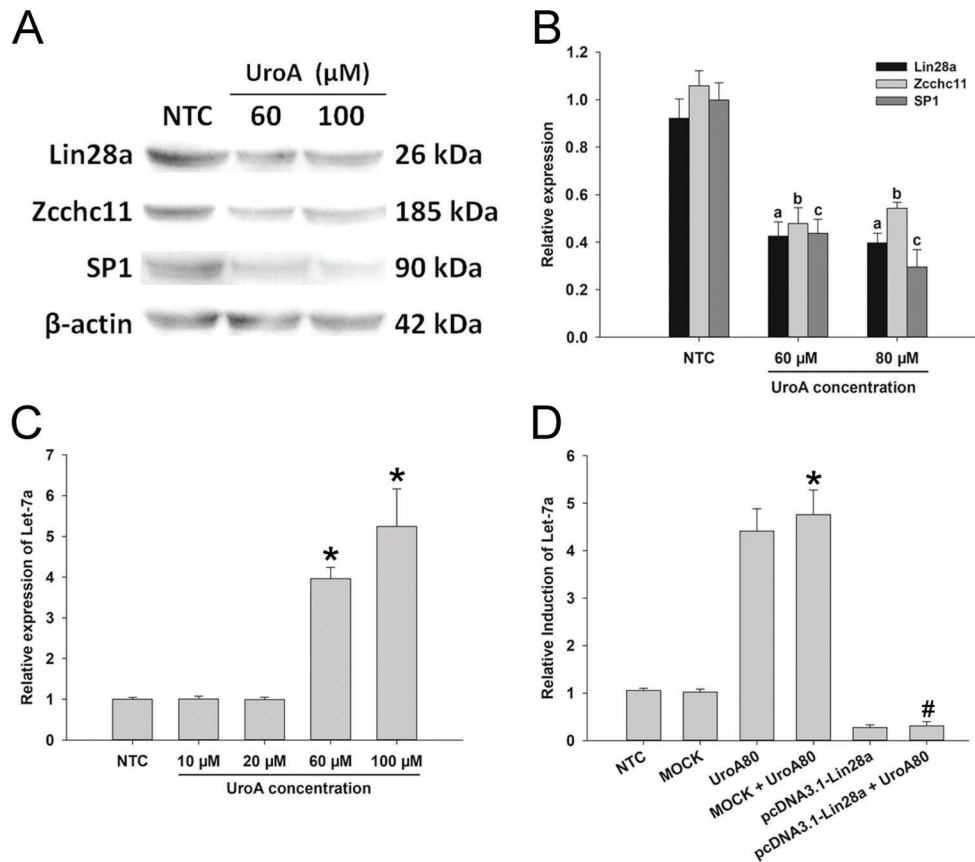 A
UroA (µM)
NTC 60 100
Lin28a 26 kDa
Zcchc11 185 kDa
SP1 90 kDa
β-actin 42 kDa
B
Relative expression
1.2
1.0
0.8
0.6
0.4
0.2
0.0
Lin28a
Zcchc11
SP1
a b c
a b c
NTC 60 µM 80 µM
UroA concentration
C
Relative expression of Let-7a
7
6
5
4
3
2
1
0
* *
NTC 10 µM 20 µM 60 µM 100 µM
UroA concentration
D
Relative Induction of Let-7a
6
5
4
3
2
1
0
* #
NTC
MOCK
UroA80
MOCK + UroA80
pcDNA3.1-Lin28a
pcDNA3.1-Lin28a + UroA80